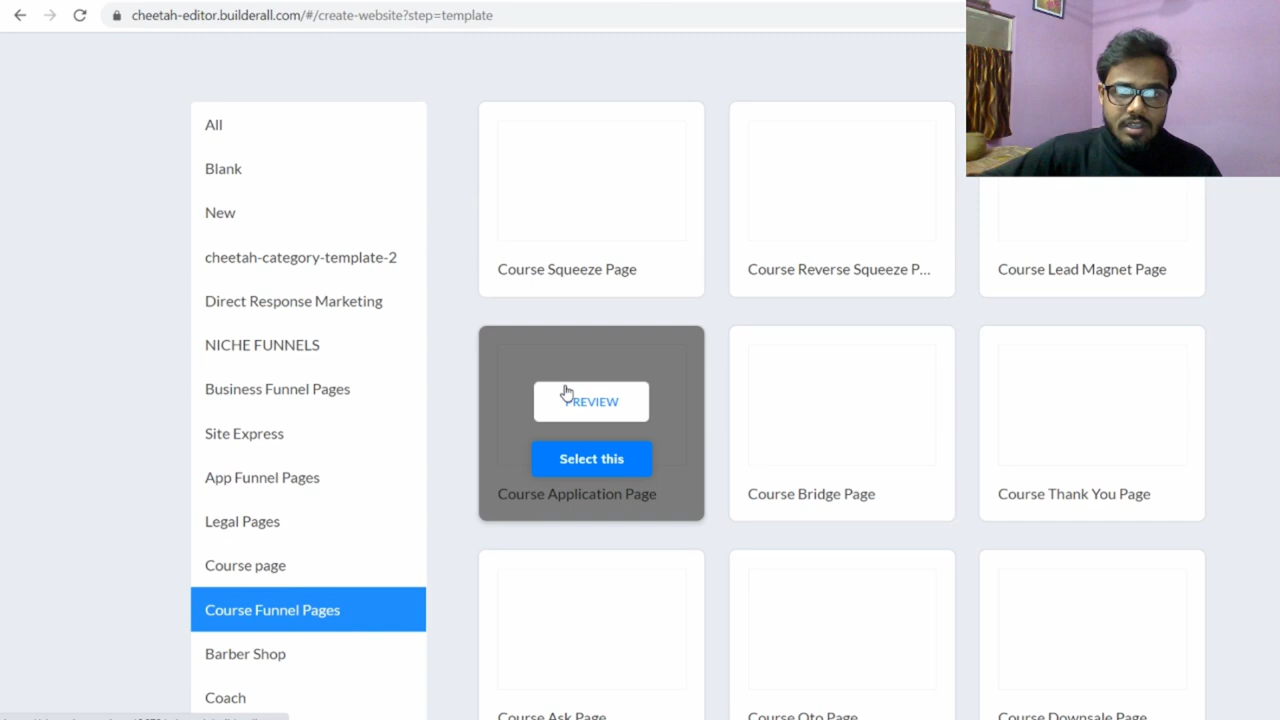 cheetah-editor.builderall.com/#/create-website?step=template
All
Blank
New
cheetah-category-template-2
Direct Response Marketing
NICHE FUNNELS
Business Funnel Pages
Site Express
App Funnel Pages
Legal Pages
Course page
Course Funnel Pages
Barber Shop
Coach
Course Squeeze Page
Course Reverse Squeeze P...
Course Lead Magnet Page
PREVIEW
Select this
Course Application Page
Course Bridge Page
Course Thank You Page
Course Ask Page
Course Oto Page
Course Downsale Page